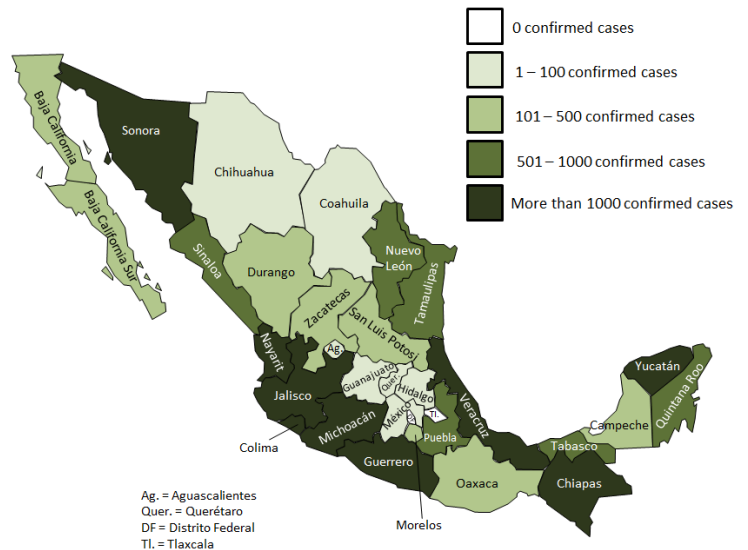 0 confirmed cases
1 – 100 confirmed cases
101 – 500 confirmed cases
501 – 1000 confirmed cases
More than 1000 confirmed cases
Baja California
Sonora
Chihuahua
Coahuila
Baja California Sur
Sinaloa
Durango
Nuevo
León
Tamaulipas
Zacatecas
San Luis Potosí
Nayarit
Ag.
Guanajuato
Quer.
Hidalgo
Jalisco
México
DF
Tl.
Veracruz
Yucatán
Quintana Roo
Campeche
Colima
Michoacán
Puebla
Tabasco
Guerrero
Oaxaca
Chiapas
Morelos
Ag. = Aguascalientes
Quer. = Querétaro
DF = Distrito Federal
Tl. = Tlaxcala